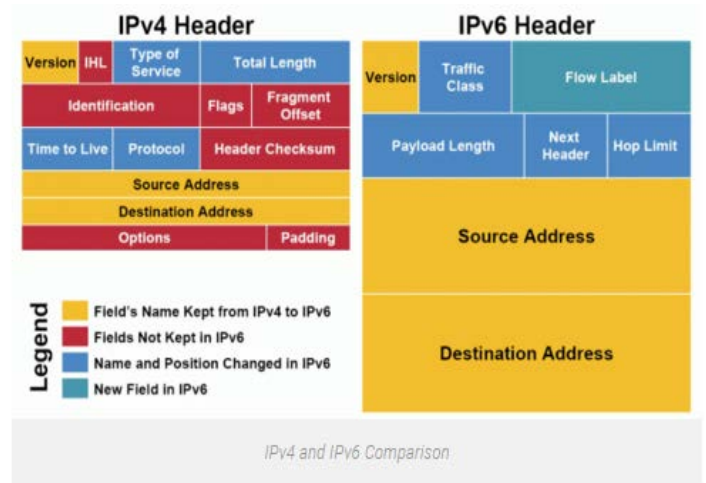 IPv4 Header
Version IHL Type of Service Total Length
Identification Flags Fragment Offset
Time to Live Protocol Header Checksum
Source Address
Destination Address
Options Padding
IPv6 Header
Version Traffic Class Flow Label
Payload Length Next Header Hop Limit
Source Address
Destination Address
Legend
Field's Name Kept from IPv4 to IPv6
Fields Not Kept in IPv6
Name and Position Changed in IPv6
New Field in IPv6
IPv4 and IPv6 Comparison